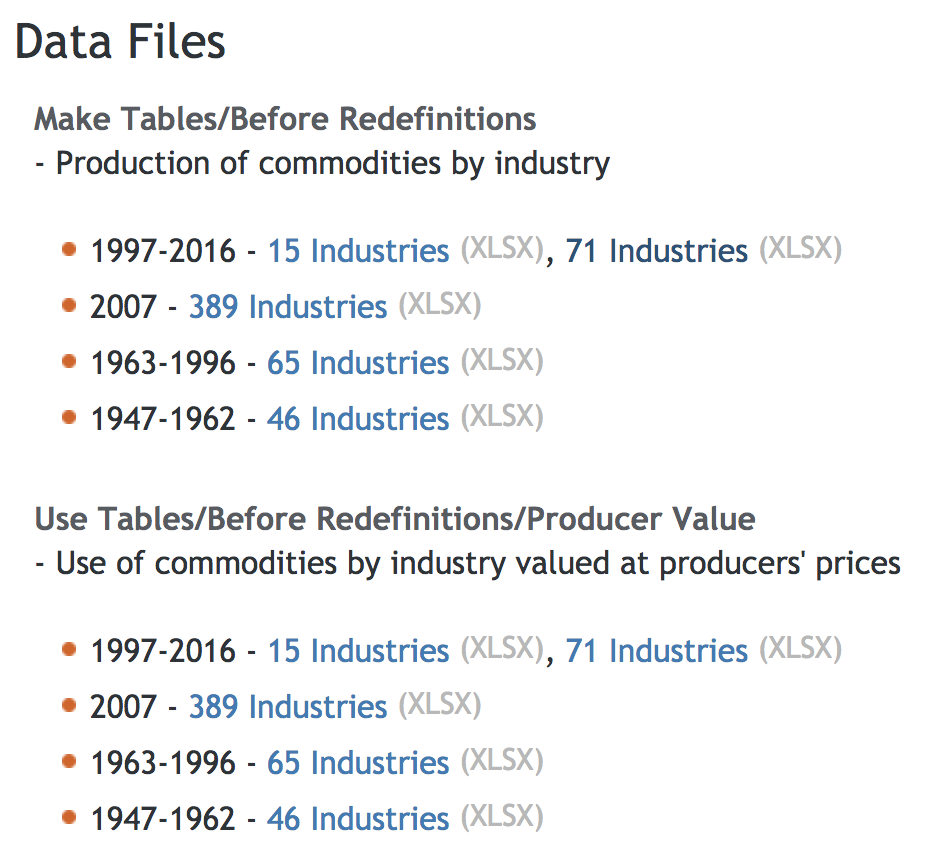 Data Files
Make Tables/Before Redefinitions
- Production of commodities by industry
1997-2016 - 15 Industries (XLSX), 71 Industries (XLSX)
2007 - 389 Industries (XLSX)
1963-1996 - 65 Industries (XLSX)
1947-1962 - 46 Industries (XLSX)
Use Tables/Before Redefinitions/Producer Value
- Use of commodities by industry valued at producers' prices
1997-2016 - 15 Industries (XLSX), 71 Industries (XLSX)
2007 - 389 Industries (XLSX)
1963-1996 - 65 Industries (XLSX)
1947-1962 - 46 Industries (XLSX)